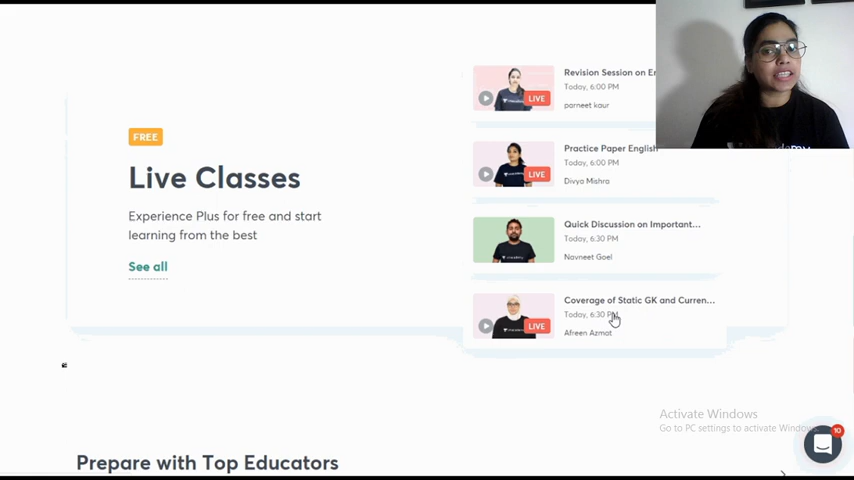 FREE
Live Classes
Experience Plus for free and start
learning from the best
See all
Revision Session on
Today, 6:00 PM
parneet kaur
LIVE
Practice Paper English
Today, 6:00 PM
Divya Mishra
LIVE
Quick Discussion on Important...
Today, 6:30 PM
Navneet Goel
Coverage of Static GK and Curren...
Today, 6:30 PM
Afreen Azmat
LIVE
Activate Windows
Go to PC settings to activate Windows.
10
Prepare with Top Educators